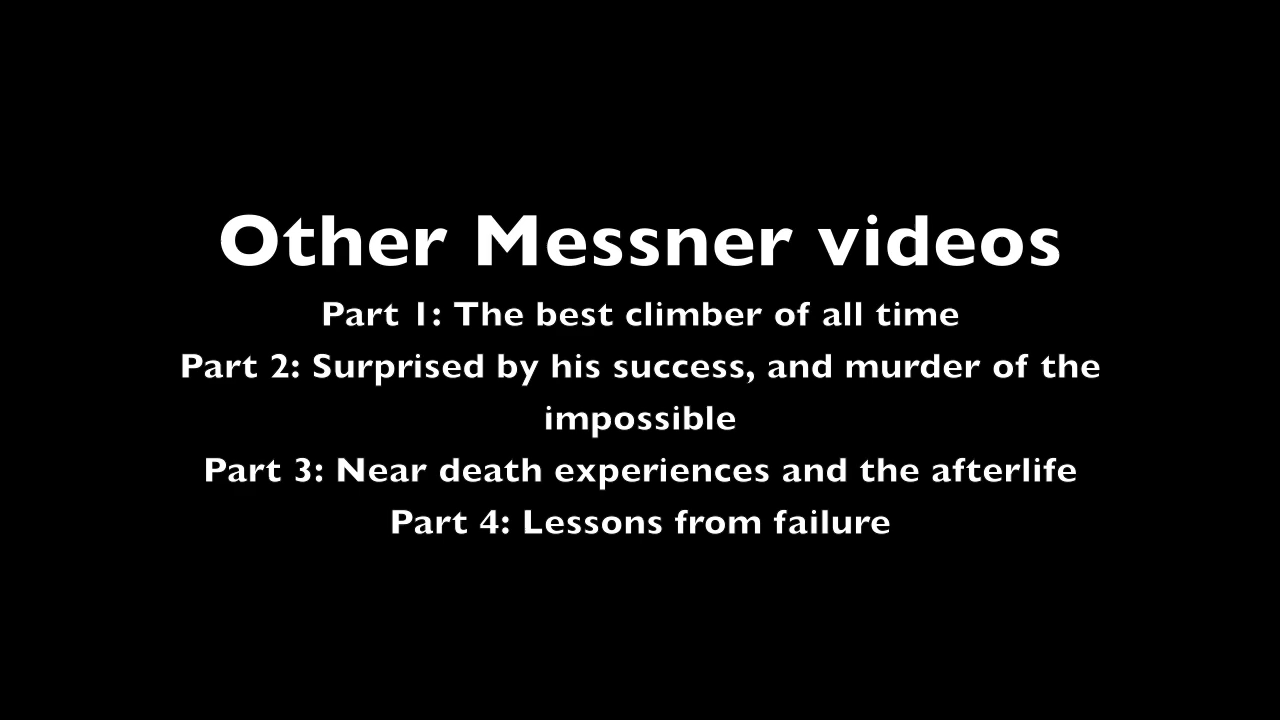 Other Messner videos
Part 1: The best climber of all time
Part 2: Surprised by his success, and murder of the
impossible
Part 3: Near death experiences and the afterlife
Part 4: Lessons from failure